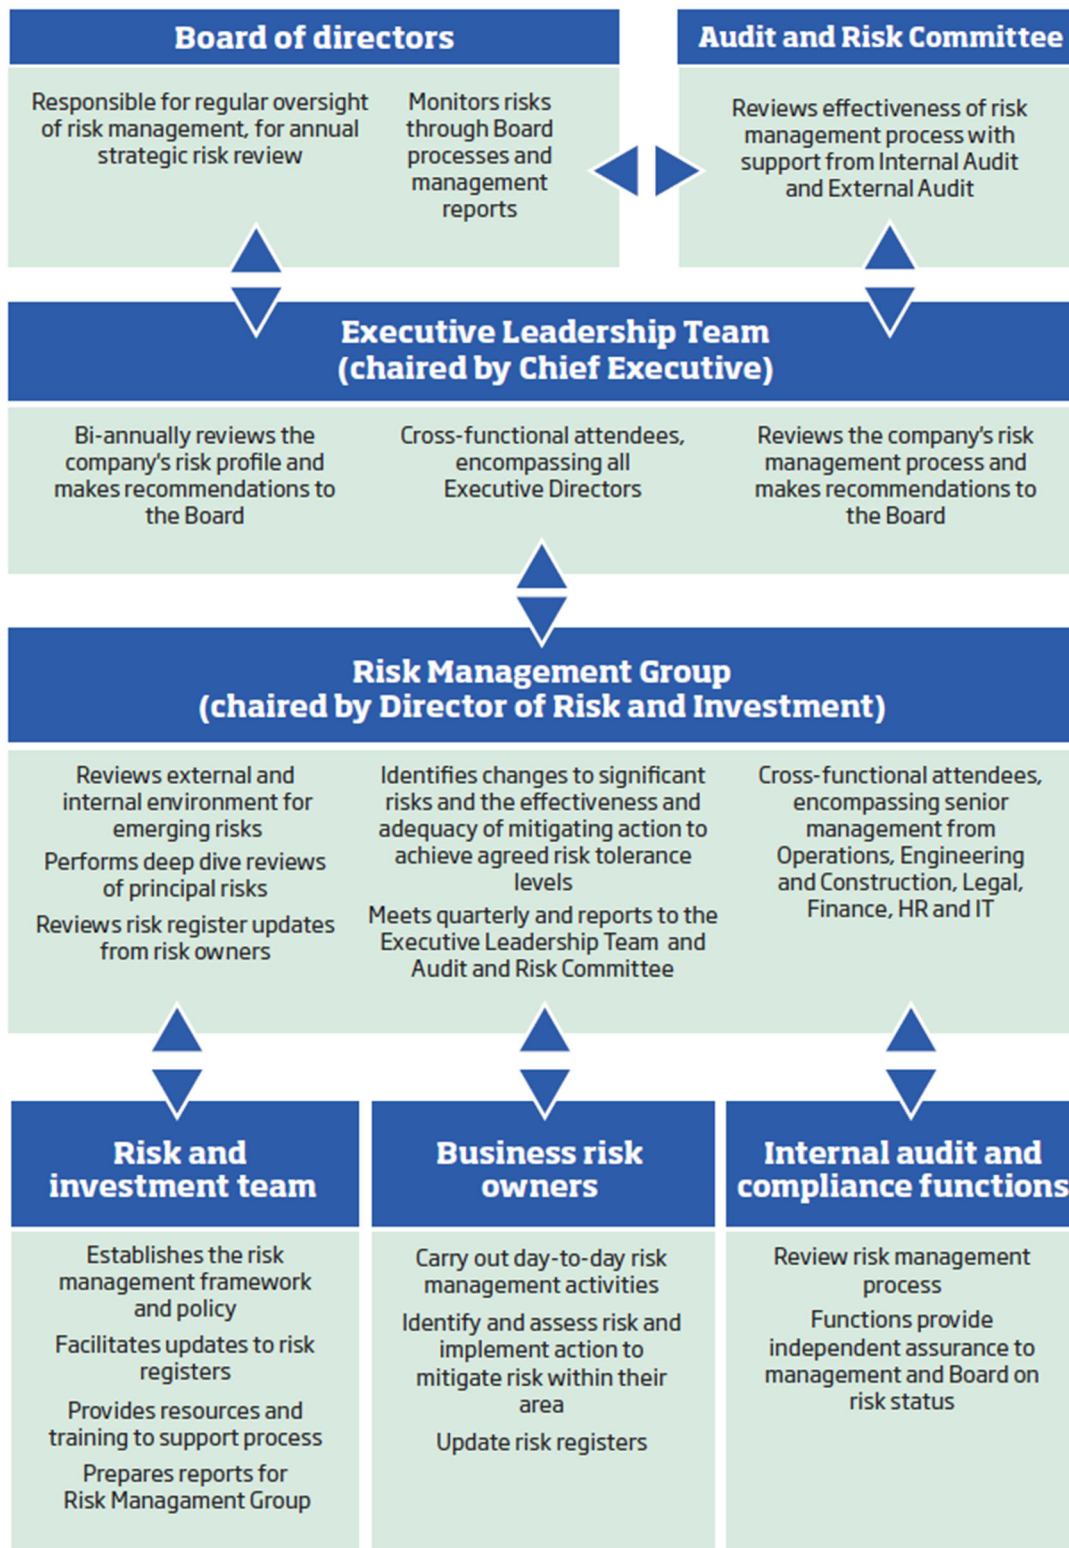 Board of directors
Responsible for regular oversight
of risk management, for annual
strategic risk review
Monitors risks
through Board
processes and
management
reports
Audit and Risk Committee
Reviews effectiveness of risk
management process with
support from Internal Audit
and External Audit
Executive Leadership Team
(chaired by Chief Executive)
Bi-annually reviews the
company's risk profile and
makes recommendations to
the Board
Cross-functional attendees,
encompassing all
Executive Directors
Reviews the company's risk
management process and
makes recommendations to
the Board
Risk Management Group
(chaired by Director of Risk and Investment)
Reviews external and
internal environment for
emerging risks
Performs deep dive reviews
of principal risks
Reviews risk register updates
from risk owners
Identifies changes to significant
risks and the effectiveness and
adequacy of mitigating action to
achieve agreed risk tolerance
levels
Meets quarterly and reports to the
Executive Leadership Team and
Audit and Risk Committee
Cross-functional attendees,
encompassing senior
management from
Operations, Engineering
and Construction, Legal,
Finance, HR and IT
Risk and
investment team
Establishes the risk
management framework
and policy
Facilitates updates to risk
registers
Provides resources and
training to support process
Prepares reports for
Risk Managament Group
Business risk
owners
Carry out day-to-day risk
management activities
Identify and assess risk and
implement action to
mitigate risk within their
area
Update risk registers
Internal audit and
compliance functions
Review risk management
process
Functions provide
independent assurance to
management and Board on
risk status